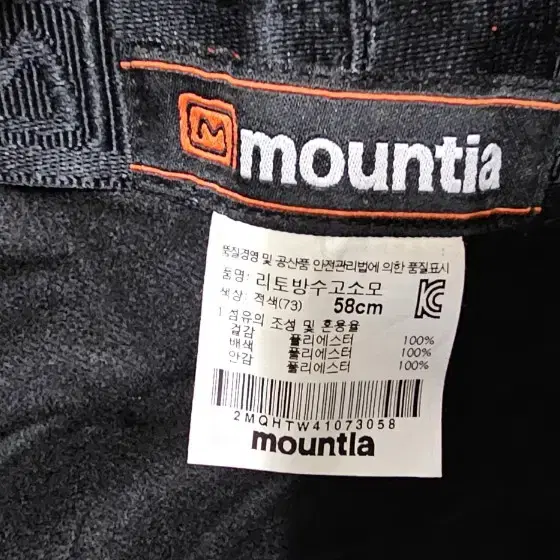 mountia
품질경영 및 공산품 안전관리법에 의한 품질표시
품명: 리토방수고소모
색상: 적색(73) 58cm
1.섬유의 조성 및 혼용율
겉감 폴리에스터 100%
배색 폴리에스터 100%
안감 폴리에스터 100%
2MQHTW41073058
mountia